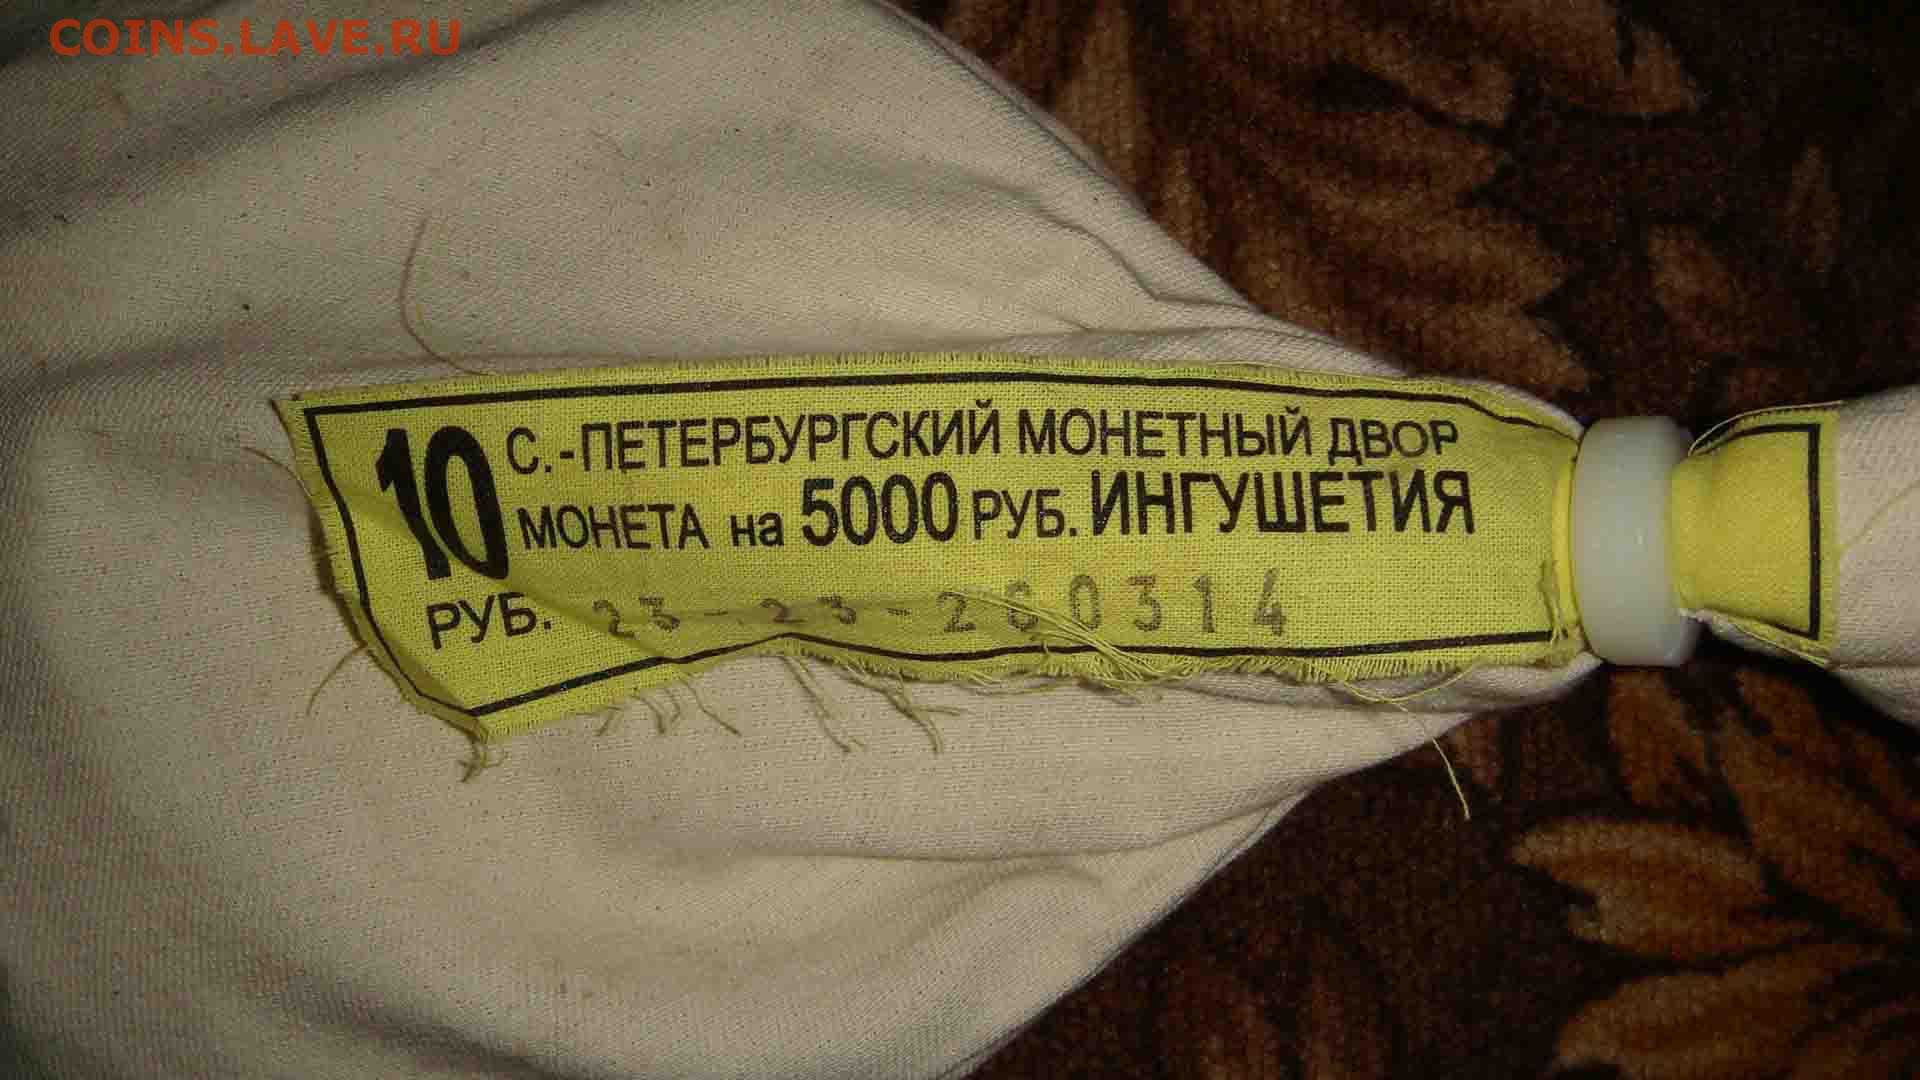 COINS.LAVE.RU
10 С.-ПЕТЕРБУРГСКИЙ МОНЕТНЫЙ ДВОР
МОНЕТА на 5000 РУБ. ИНГУШЕТИЯ
РУБ. 23-23-260314